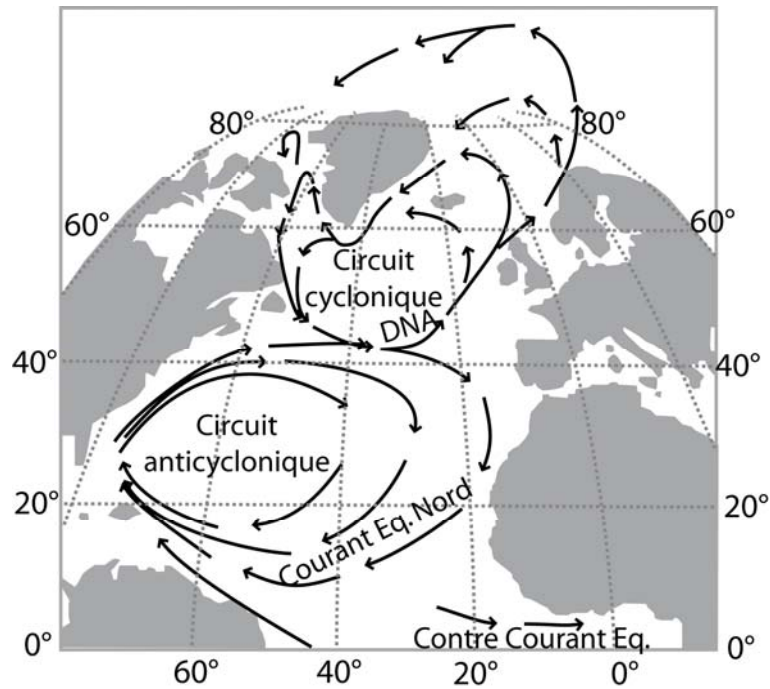 80°
80°
60°
60°
Circuit
cyclonique
DNA
40°
40°
Circuit
anticyclonique
20°
20°
Courant Eq. Nord
Contre Courant Eq.
0°
0°
60°
40°
20°
0°